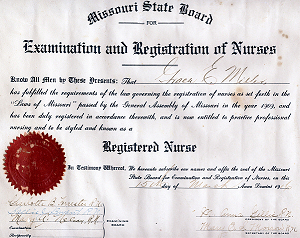 Missouri State Board
FOR
Examination and Registration of Nurses
Know All Men by These Presents: That Grace E.
has fulfilled the requirements of the law governing the registration of nurses as set forth in the
"Laws of Missouri" passed by the General Assembly of Missouri in the year 1909, and
has been duly registered in accordance therewith, and is now entitled to practice professional
nursing and to be styled and known as a
Registered Nurse
In Testimony Whereof, We hereunto subscribe our names and affix the seal of the Missouri
State Board for Examination and Registration of Nurses, on this
day of Anno Domini
EXAMINING
BOARD
Examination
Reciprocity